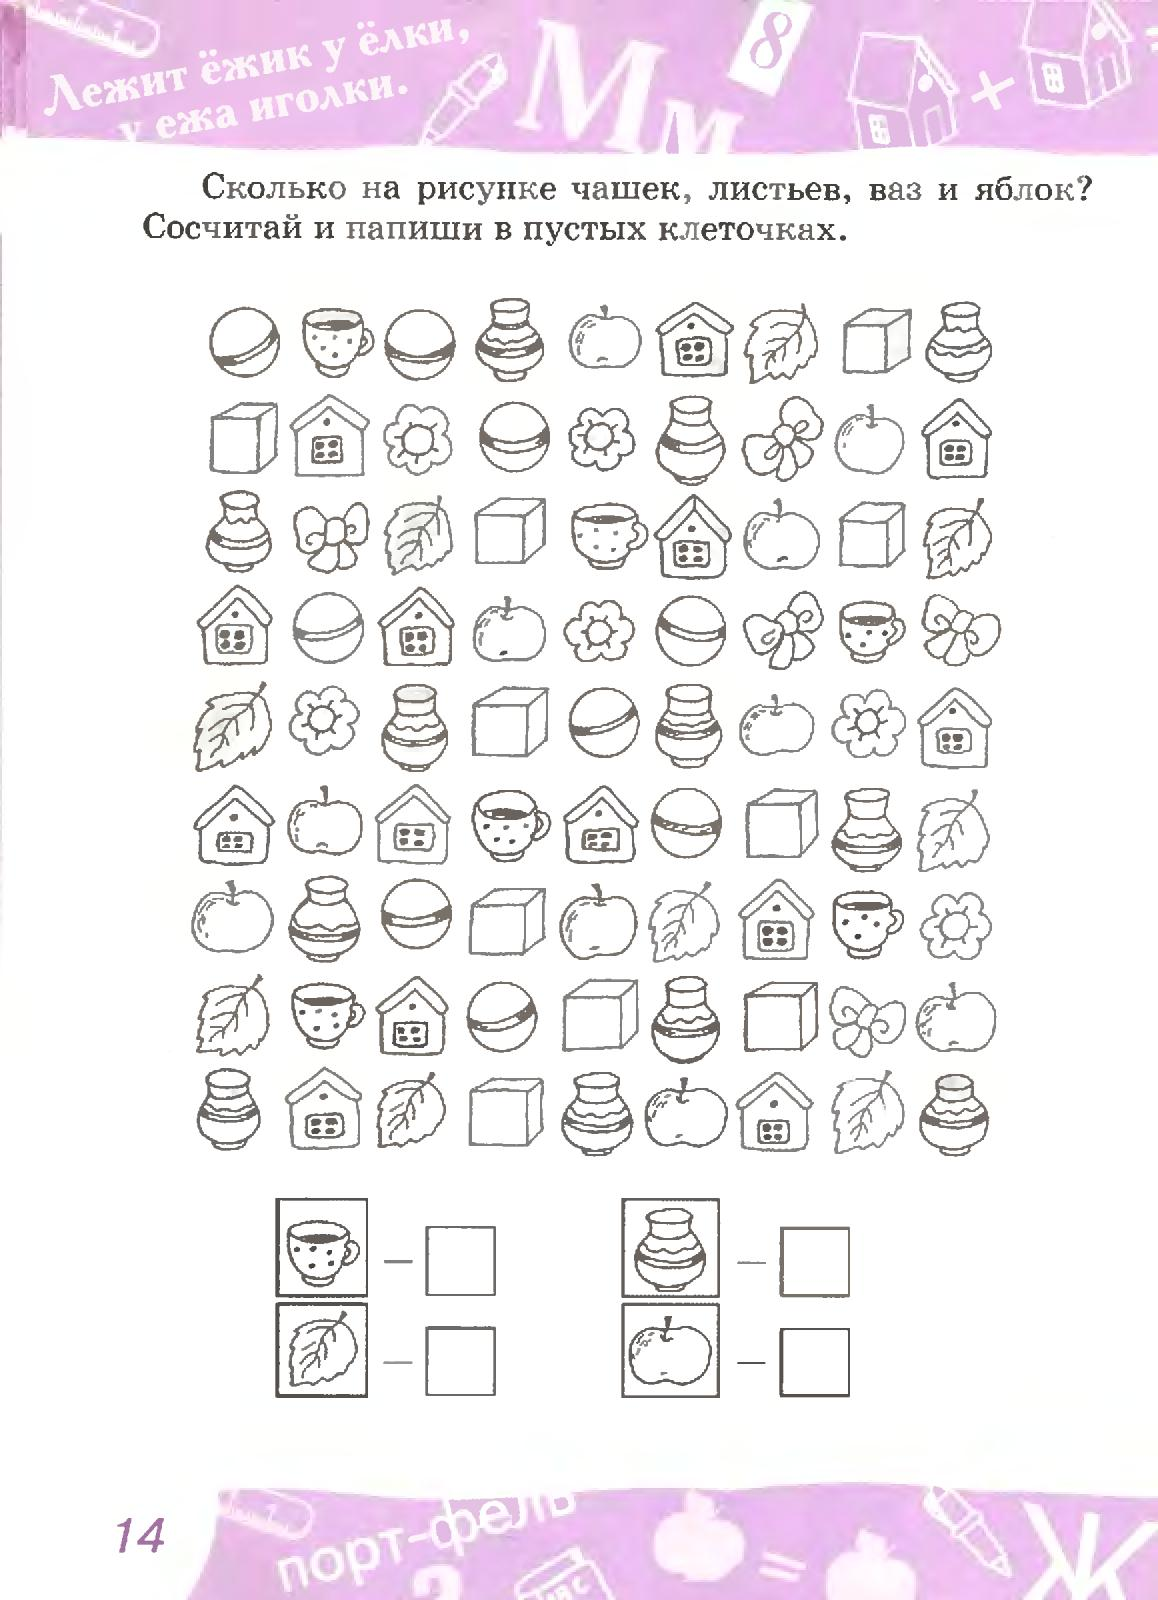 Лежит ёжик у ёлки,
у ежа иголки.
Мм
8
+
Сколько на рисунке чашек, листьев, ваз и яблок?
Сосчитай и напиши в пустых клеточках.
–
–
–
–
14
порт-фель
=
АВС
Ж